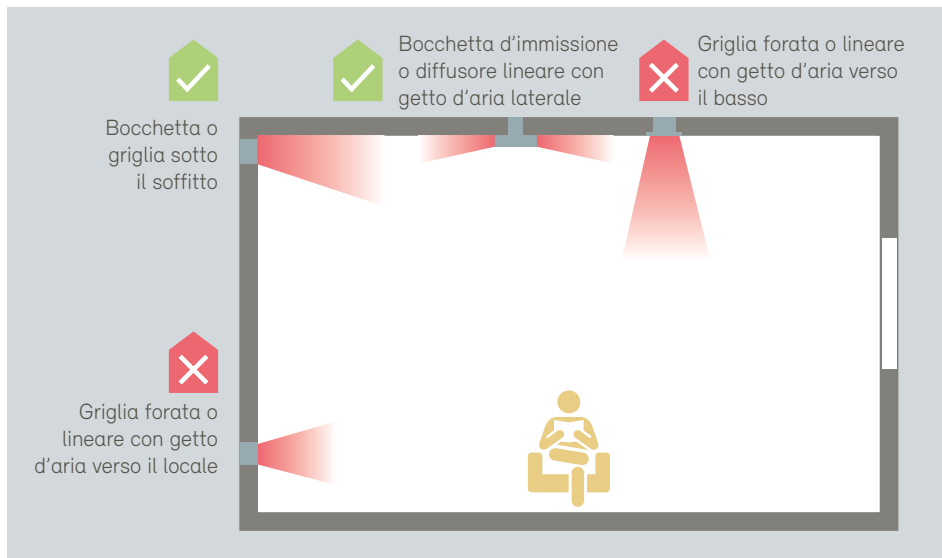 Bocchetta o
griglia sotto
il soffitto
Bocchetta d’immissione
o diffusore lineare con
getto d’aria laterale
Griglia forata o lineare
con getto d’aria verso
il basso
Griglia forata o
lineare con getto
d’aria verso il locale